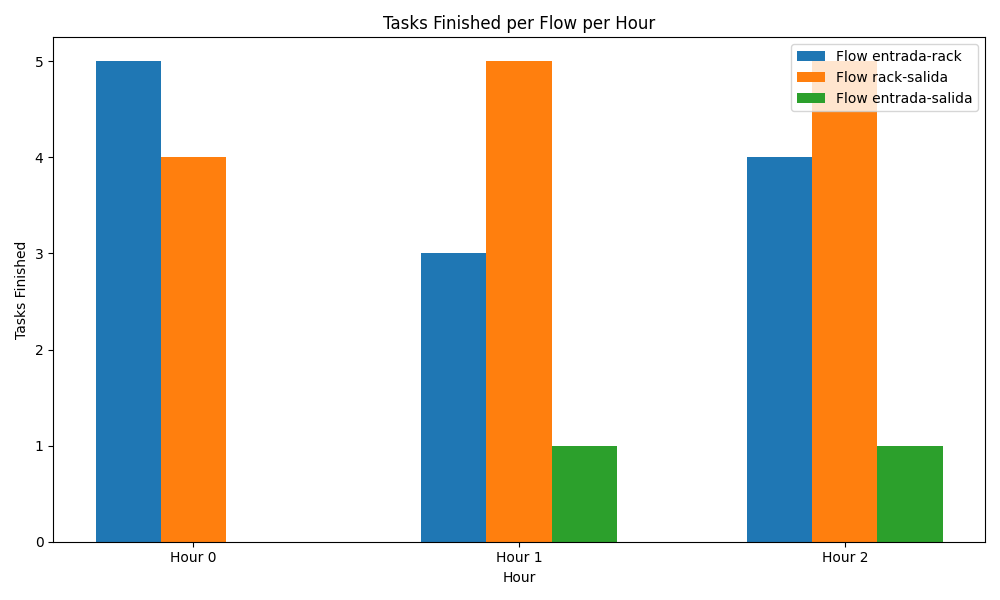 Tasks Finished per Flow per Hour
Flow entrada-rack
Flow rack-salida
Flow entrada-salida
Tasks Finished
5
4
3
2
1
0
Hour 0
Hour 1
Hour 2
Hour